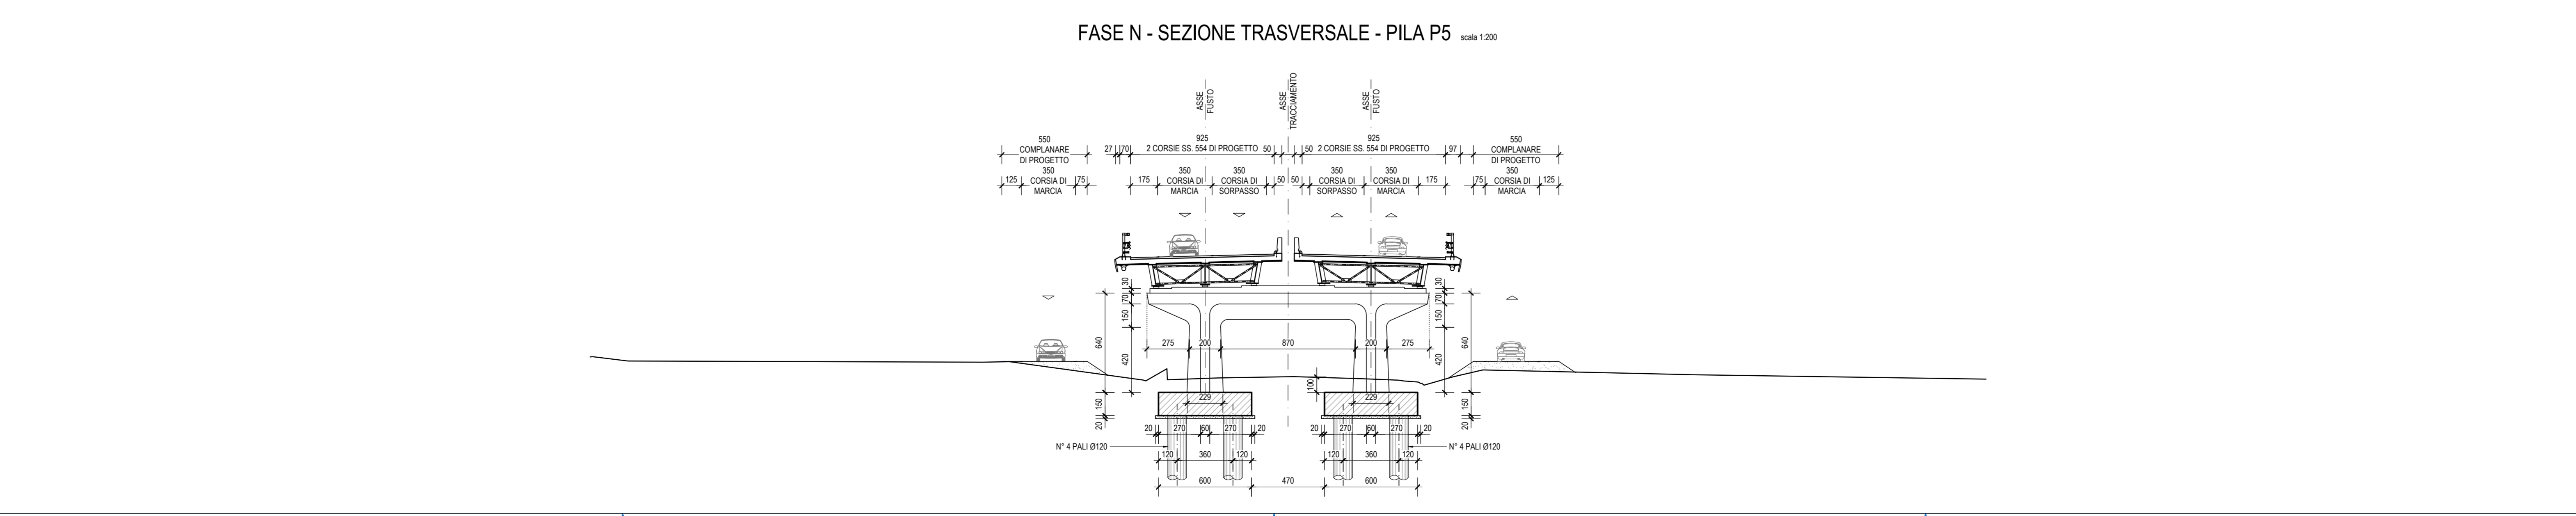 FASE N - SEZIONE TRASVERSALE - PILA P5 scala 1:200
ASSE
FUSTO
ASSE
TRACCIAMENTO
ASSE
FUSTO
550
COMPLANARE
DI PROGETTO
27 70
925
2 CORSIE SS. 554 DI PROGETTO
50
50
925
2 CORSIE SS. 554 DI PROGETTO
97
550
COMPLANARE
DI PROGETTO
125
350
CORSIA DI
MARCIA
75
175
350
CORSIA DI
MARCIA
350
CORSIA DI
SORPASSO
50 50
350
CORSIA DI
SORPASSO
350
CORSIA DI
MARCIA
175
75
350
CORSIA DI
MARCIA
125
640
150
20
30
70
150
420
30
70
150
420
640
150
20
275 200 870 200 275
100
229 229
20 270 60 270 20
20 270 60 270 20
N° 4 PALI Ø120
N° 4 PALI Ø120
120 360 120
120 360 120
600 470 600